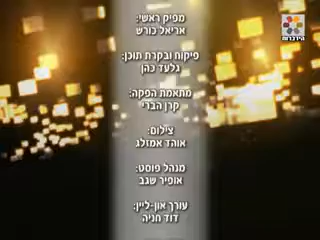 הידברות
מפיק ראשי:
אריאל כורש
פיקוח ובקרת תוכן:
גלעד כהן
מתאמת הפקה:
קרן הברי
צילום:
אוהד אמזלג
מנהל פוסט:
אופיר שגב
עורך און-ליין:
דוד חניה